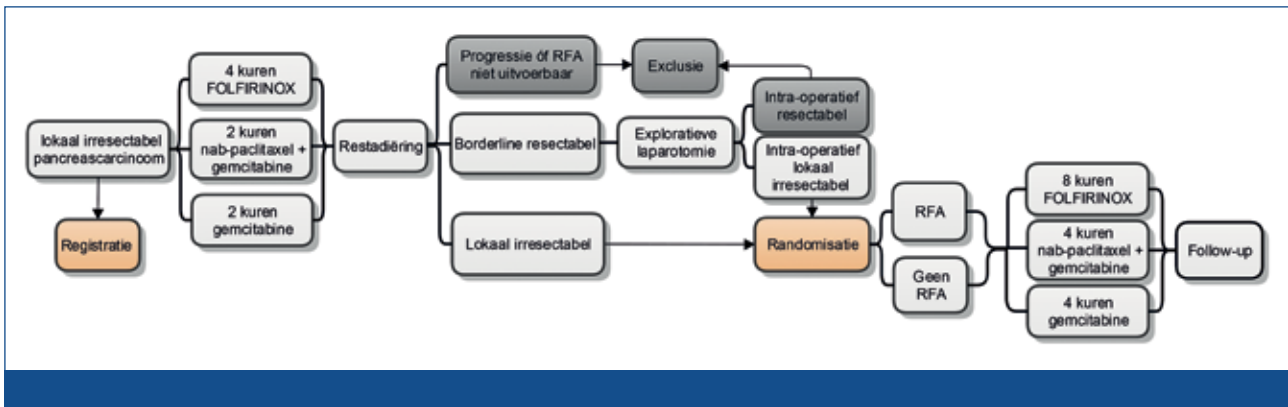 lokaal irresectabel
pancreascarcinoom
Registratie
4 kuren
FOLFIRINOX
2 kuren
nab-paclitaxel +
gemcitabine
2 kuren
gemcitabine
Restadiëring
Progressie óf RFA
niet uitvoerbaar
Exclusie
Borderline resectabel
Exploratieve
laparotomie
Intra-operatief
resectabel
Intra-operatief
lokaal
irresectabel
Lokaal irresectabel
Randomisatie
RFA
Geen
RFA
8 kuren
FOLFIRINOX
4 kuren
nab-paclitaxel +
gemcitabine
4 kuren
gemcitabine
Follow-up